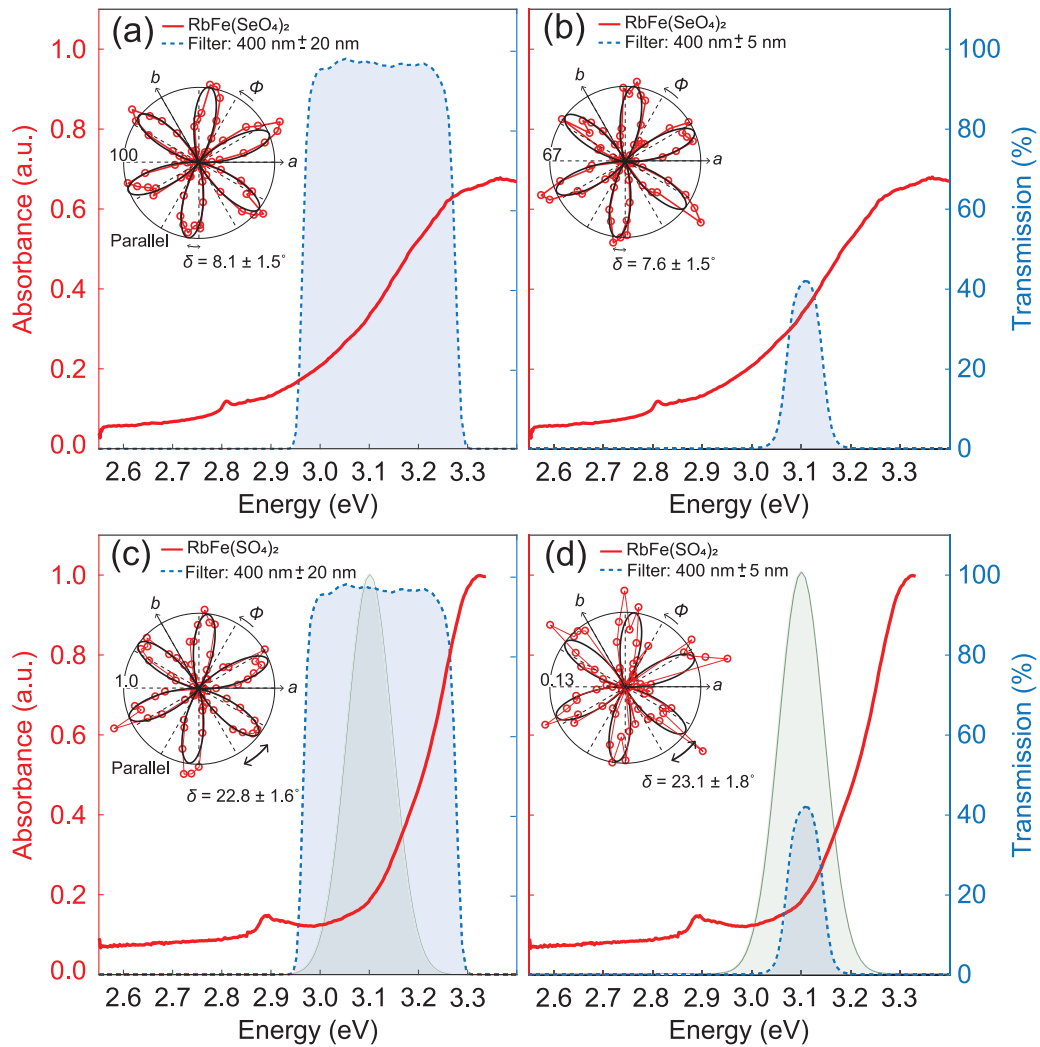 (a)
RbFe(SeO₄)₂
Filter: 400 nm ± 20 nm
b
Φ
100
a
Parallel
δ = 8.1 ± 1.5°
Absorbance (a.u.)
1.0
0.8
0.6
0.4
0.2
0.0
2.6 2.7 2.8 2.9 3.0 3.1 3.2 3.3
Energy (eV)
(b)
RbFe(SeO₄)₂
Filter: 400 nm ± 5 nm
b
Φ
67
a
δ = 7.6 ± 1.5°
100
80
60
40
20
0
Transmission (%)
2.6 2.7 2.8 2.9 3.0 3.1 3.2 3.3
Energy (eV)
(c)
RbFe(SO₄)₂
Filter: 400 nm ± 20 nm
b
Φ
1.0
a
Parallel
δ = 22.8 ± 1.6°
Absorbance (a.u.)
1.0
0.8
0.6
0.4
0.2
0.0
2.6 2.7 2.8 2.9 3.0 3.1 3.2 3.3
Energy (eV)
(d)
RbFe(SO₄)₂
Filter: 400 nm ± 5 nm
b
Φ
0.13
a
δ = 23.1 ± 1.8°
100
80
60
40
20
0
Transmission (%)
2.6 2.7 2.8 2.9 3.0 3.1 3.2 3.3
Energy (eV)